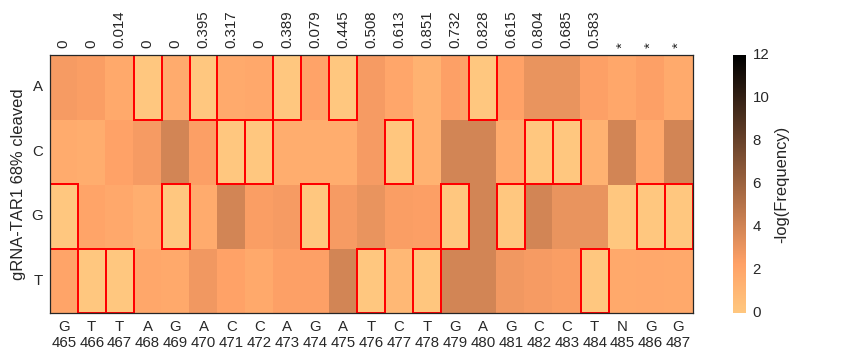 0 0 0.014 0 0 0.395 0.317 0 0.389 0.079 0.445 0.508 0.613 0.851 0.732 0.828 0.615 0.804 0.685 0.583 * * *
gRNA-TAR1 68% cleaved
A
C
G
T
G T T A G A C C A G A T C T G A G C C T N G G
465 466 467 468 469 470 471 472 473 474 475 476 477 478 479 480 481 482 483 484 485 486 487
12
10
8
6
4
2
0
-log(Frequency)